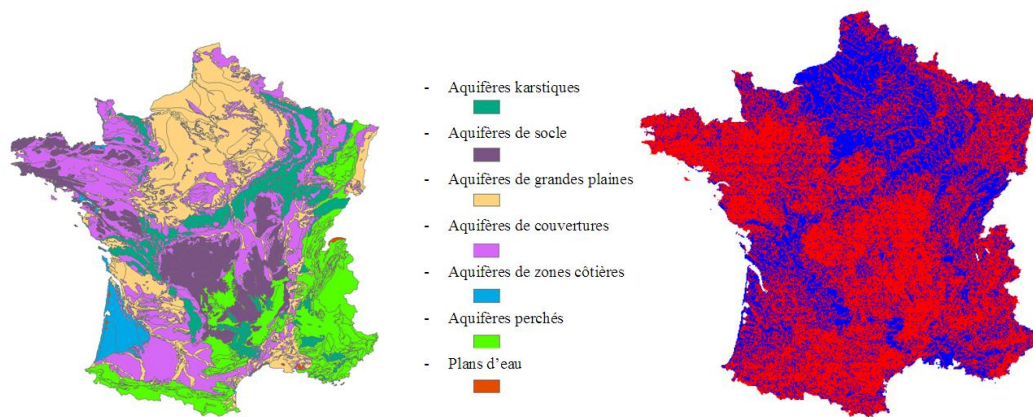 - Aquifères karstiques
- Aquifères de socle
- Aquifères de grandes plaines
- Aquifères de couvertures
- Aquifères de zones côtières
- Aquifères perchés
- Plans d'eau